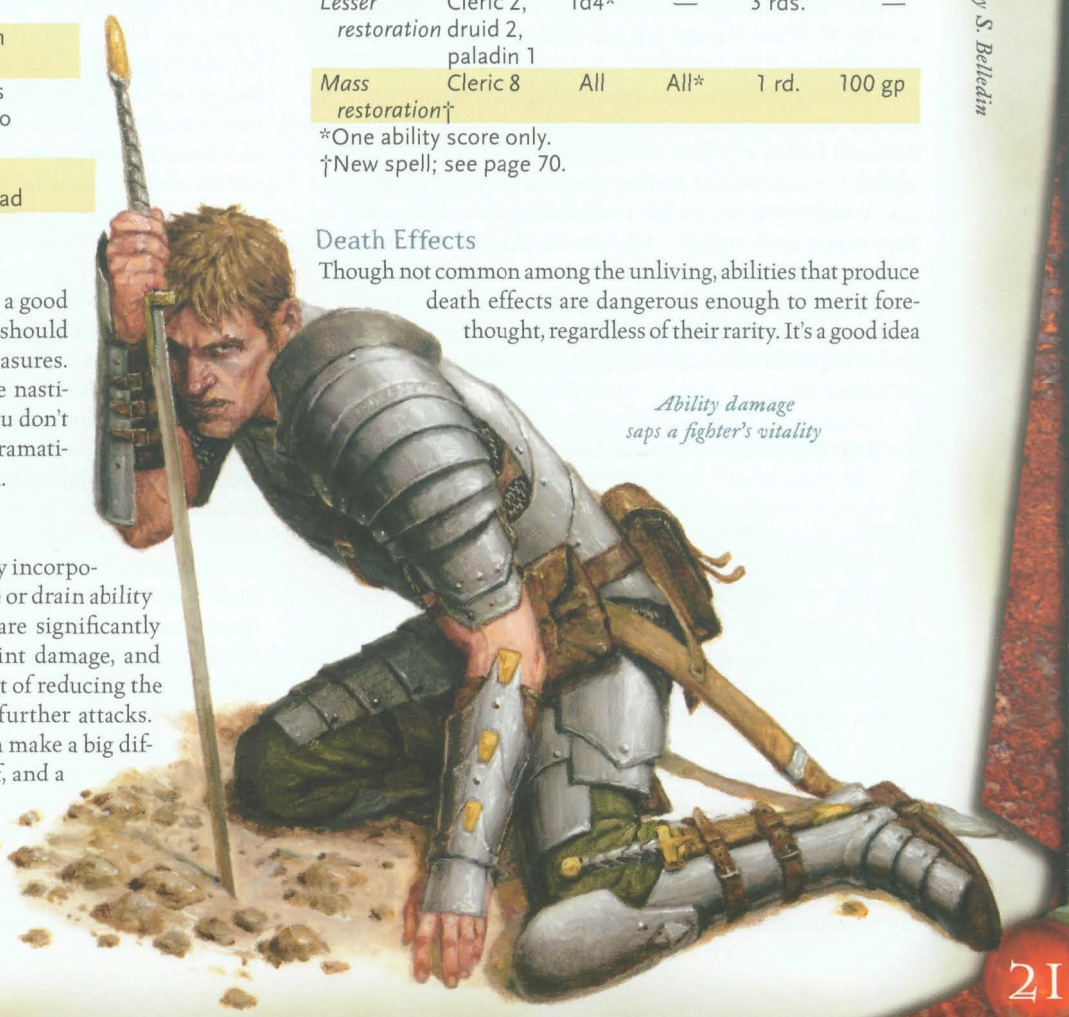 s
o
ad
a good
should
asures.
e nasti-
u don't
ramati-
.
y incorpo-
or drain ability
are significantly
int damage, and
t of reducing the
further attacks.
make a big dif-
and a
Lesser Cleric 2, 1d4* — 3 rds. —
restoration druid 2,
paladin 1
Mass Cleric 8 All All* 1 rd. 100 gp
restoration†
*One ability score only.
†New spell; see page 70.
Death Effects
Though not common among the unliving, abilities that produce
death effects are dangerous enough to merit fore-
thought, regardless of their rarity. It's a good idea
Ability damage
saps a fighter's vitality
y S. Belledin
21